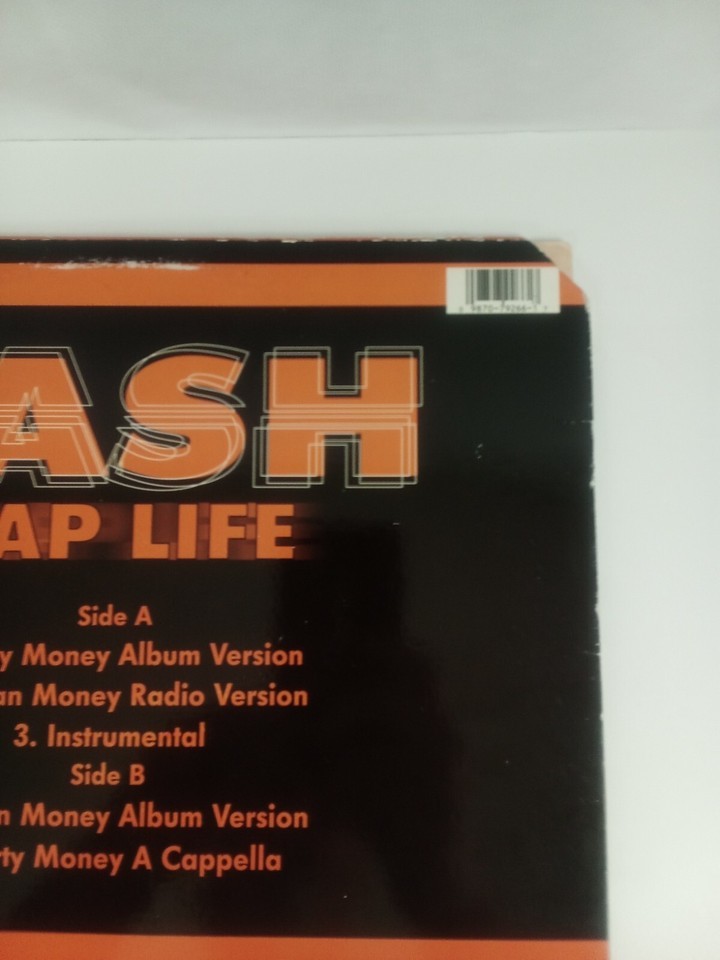 ASH
AP LIFE
Side A
y Money Album Version
an Money Radio Version
3. Instrumental
Side B
n Money Album Version
ty Money A Cappella